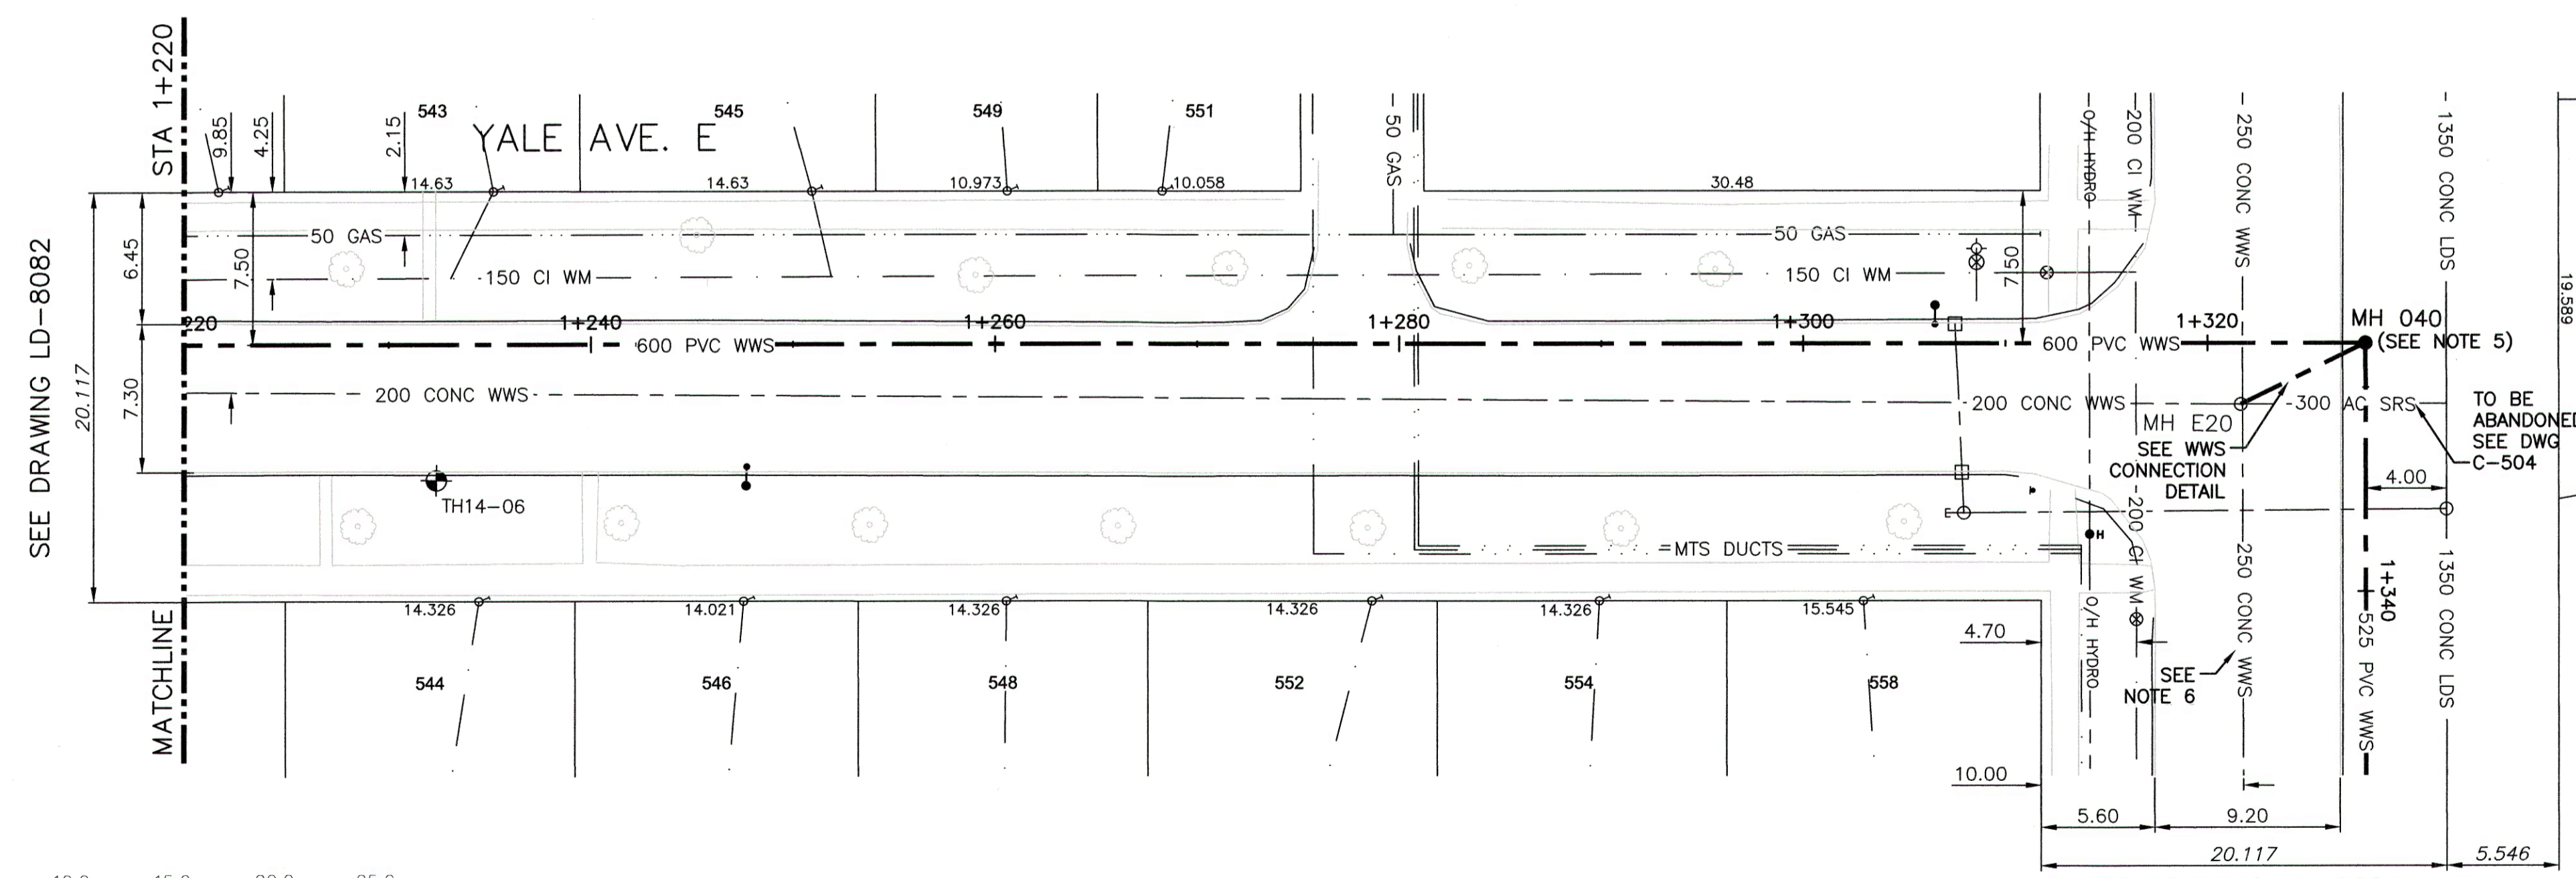 STA 1+220
SEE DRAWING LD-8082
MATCHLINE
YALE AVE. E
543
545
549
551
9.85
4.25
2.15
14.63
14.63
10.973
10.058
30.48
6.45
7.50
7.30
20.117
50 GAS
50 GAS
50 GAS
150 CI WM
150 CI WM
7.50
220
1+240
1+260
1+280
1+300
1+320
600 PVC WWS
600 PVC WWS
200 CONC WWS
200 CONC WWS
O/H HYDRO
200 CI WM
250 CONC WWS
1350 CONC LDS
19.589
MH 040
(SEE NOTE 5)
300 AC SRS
TO BE
ABANDONED
SEE DWG
C-504
MH E20
SEE WWS
CONNECTION
DETAIL
4.00
TH14-06
E
H
MTS DUCTS
200 CI WM
250 CONC WWS
1+340
525 PVC WWS
1350 CONC LDS
O/H HYDRO
14.326
14.021
14.326
14.326
14.326
15.545
544
546
548
552
554
558
4.70
SEE
NOTE 6
10.00
5.60
9.20
20.117
5.546